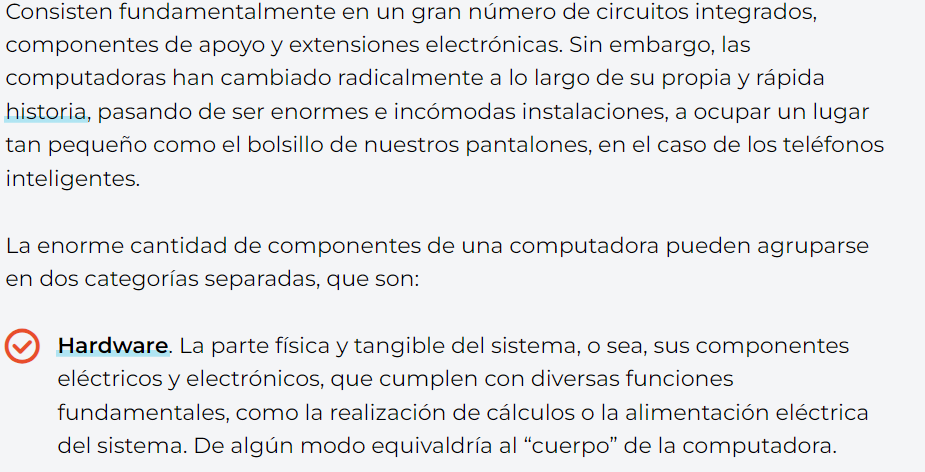 Consisten fundamentalmente en un gran número de circuitos integrados,
componentes de apoyo y extensiones electrónicas. Sin embargo, las
computadoras han cambiado radicalmente a lo largo de su propia y rápida
historia, pasando de ser enormes e incómodas instalaciones, a ocupar un lugar
tan pequeño como el bolsillo de nuestros pantalones, en el caso de los teléfonos
inteligentes.
La enorme cantidad de componentes de una computadora pueden agruparse
en dos categorías separadas, que son:
Hardware. La parte física y tangible del sistema, o sea, sus componentes
eléctricos y electrónicos, que cumplen con diversas funciones
fundamentales, como la realización de cálculos o la alimentación eléctrica
del sistema. De algún modo equivaldría al “cuerpo” de la computadora.